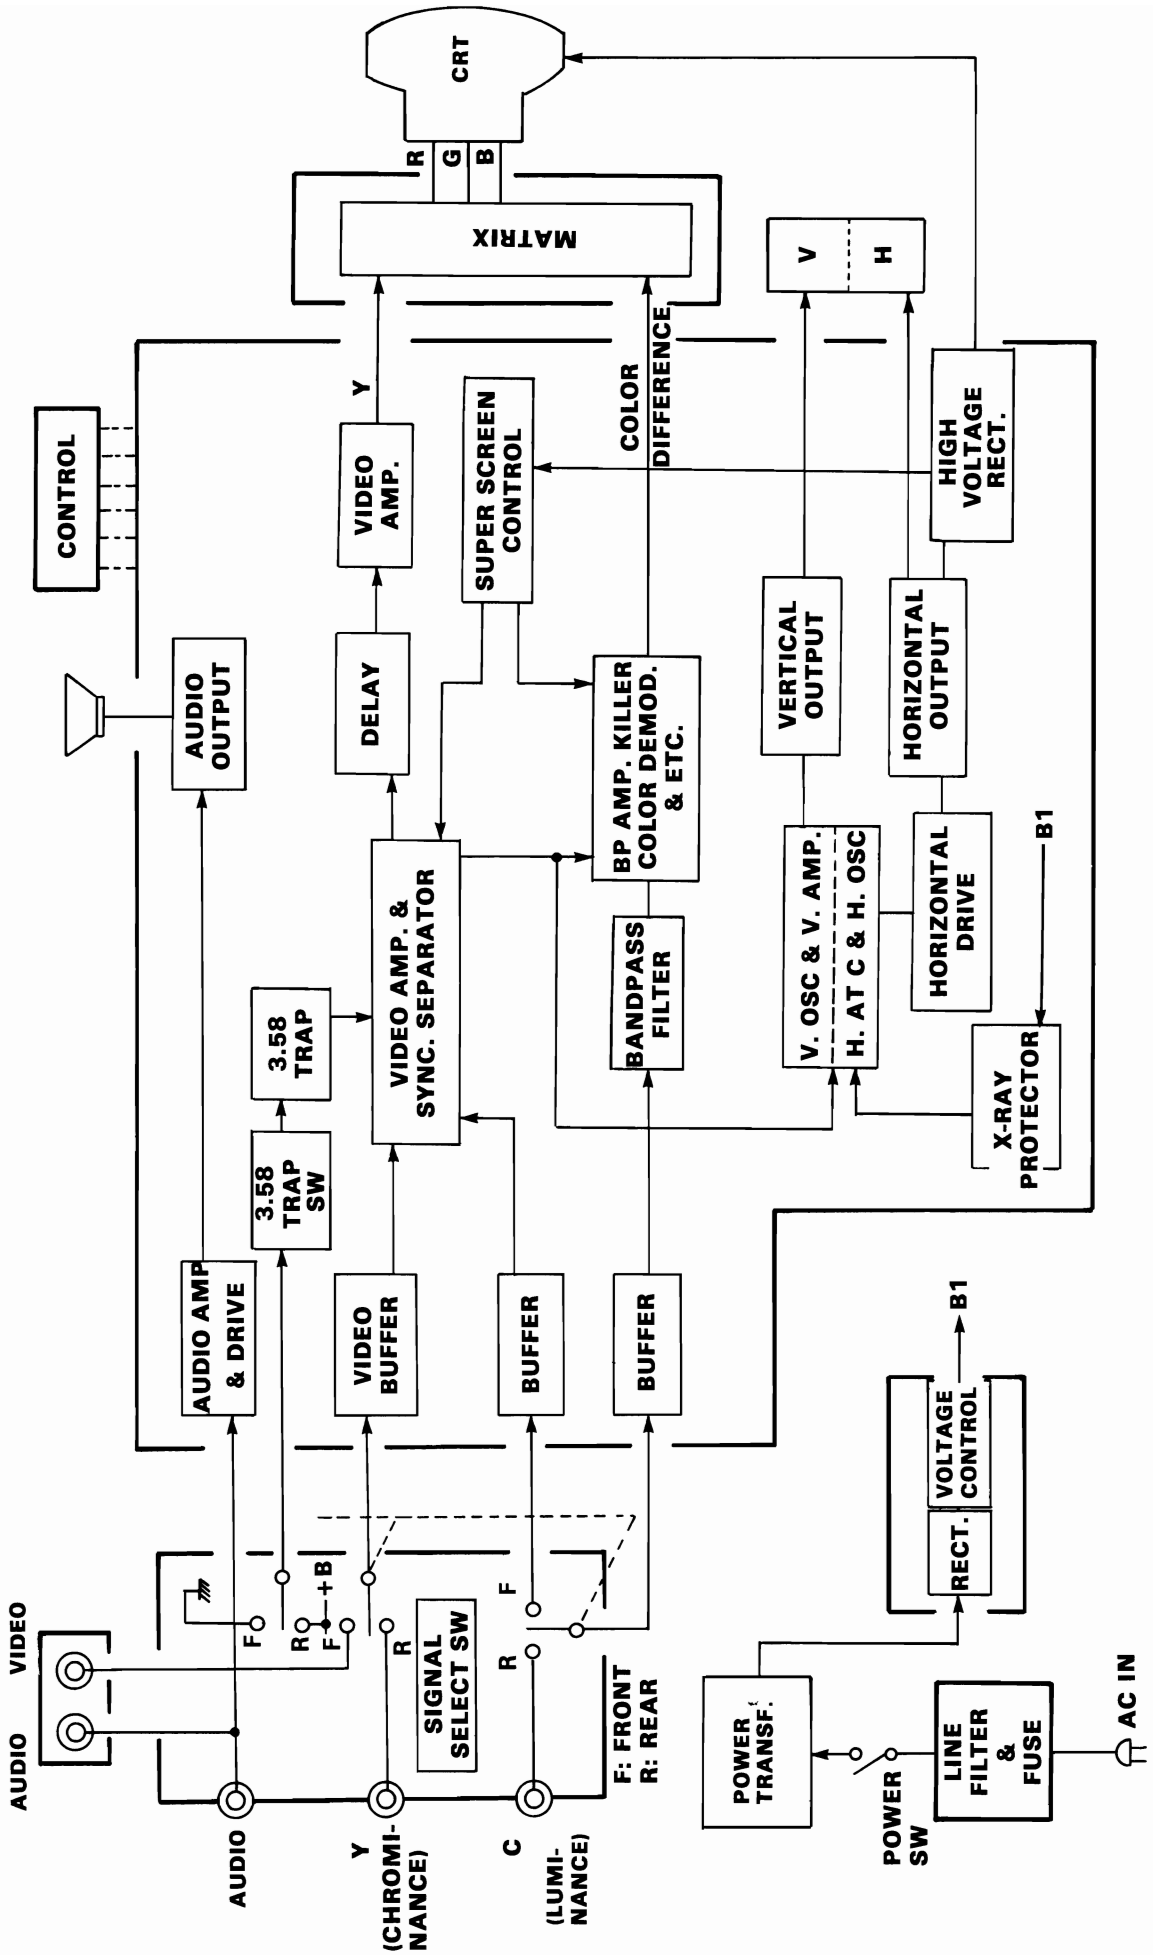 AUDIO
VIDEO
AUDIO
Y
(CHROMI-
NANCE)
C
(LUMI-
NANCE)
F
R
+B
F
R
SIGNAL
SELECT SW
R
F
F: FRONT
R: REAR
AUDIO AMP
& DRIVE
3.58
TRAP
SW
3.58
TRAP
VIDEO
BUFFER
BUFFER
BUFFER
VIDEO AMP. &
SYNC. SEPARATOR
BANDPASS
FILTER
AUDIO
OUTPUT
DELAY
VIDEO
AMP.
Y
SUPER SCREEN
CONTROL
BP AMP. KILLER
COLOR DEMOD.
& ETC.
COLOR
DIFFERENCE
CONTROL
MATRIX
R
G
B
CRT
V. OSC & V. AMP.
H. AT C & H. OSC
VERTICAL
OUTPUT
HORIZONTAL
DRIVE
HORIZONTAL
OUTPUT
HIGH
VOLTAGE
RECT.
V
H
X-RAY
PROTECTOR
B1
POWER
TRANSF.
POWER
SW
LINE
FILTER
&
FUSE
AC IN
RECT.
VOLTAGE
CONTROL
B1